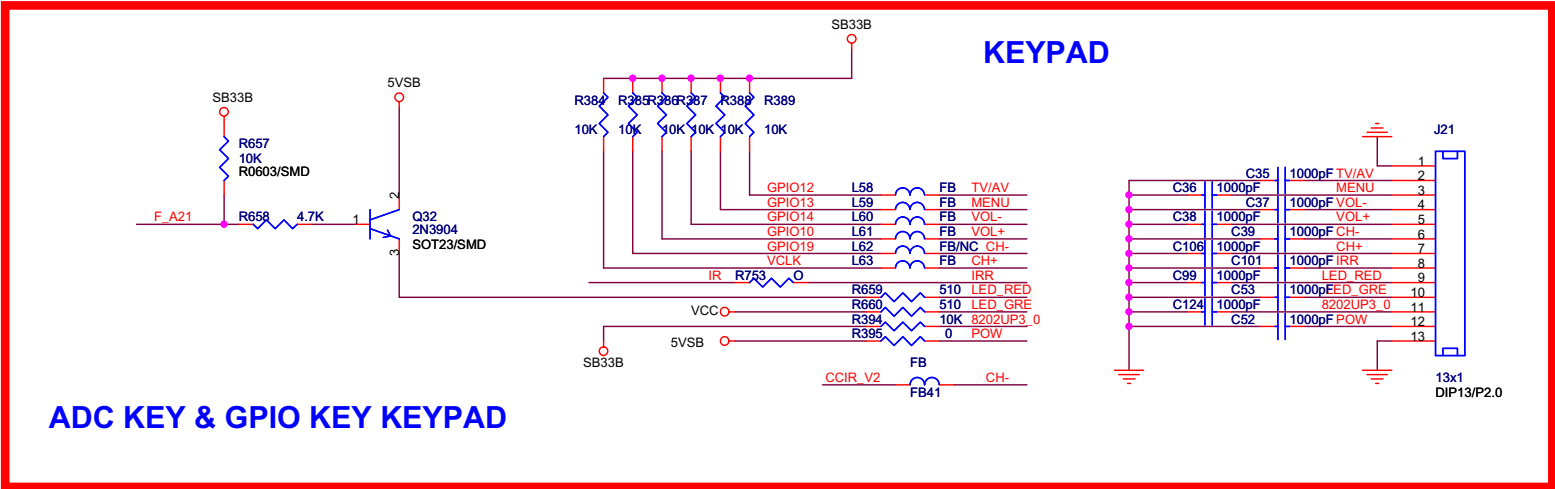 SB33B
KEYPAD
5VSB
SB33B
R384 R385 R386 R387 R388 R389
10K 10K 10K 10K 10K 10K
J21
R657
10K
R0603/SMD
F_A21 R658 4.7K
1 2 3
Q32
2N3904
SOT23/SMD
GPIO12 L58 FB TV/AV
GPIO13 L59 FB MENU
GPIO14 L60 FB VOL-
GPIO10 L61 FB VOL+
GPIO19 L62 FB/NC CH-
VCLK L63 FB CH+
IR R753 O IRR
R659 510 LED_RED
VCC R660 510 LED_GRE
R394 10K 8202UP3_0
5VSB R395 0 POW
SB33B
FB
CCIR_V2 CH-
FB41
1
C35 1000pF TV/AV 2
C36 1000pF MENU 3
C37 1000pF VOL- 4
C38 1000pF VOL+ 5
C39 1000pF CH- 6
C106 1000pF CH+ 7
C101 1000pF IRR 8
C99 1000pF LED_RED 9
C53 1000pF LED_GRE 10
C124 1000pF 8202UP3_0 11
C52 1000pF POW 12
13
13x1
DIP13/P2.0
ADC KEY & GPIO KEY KEYPAD